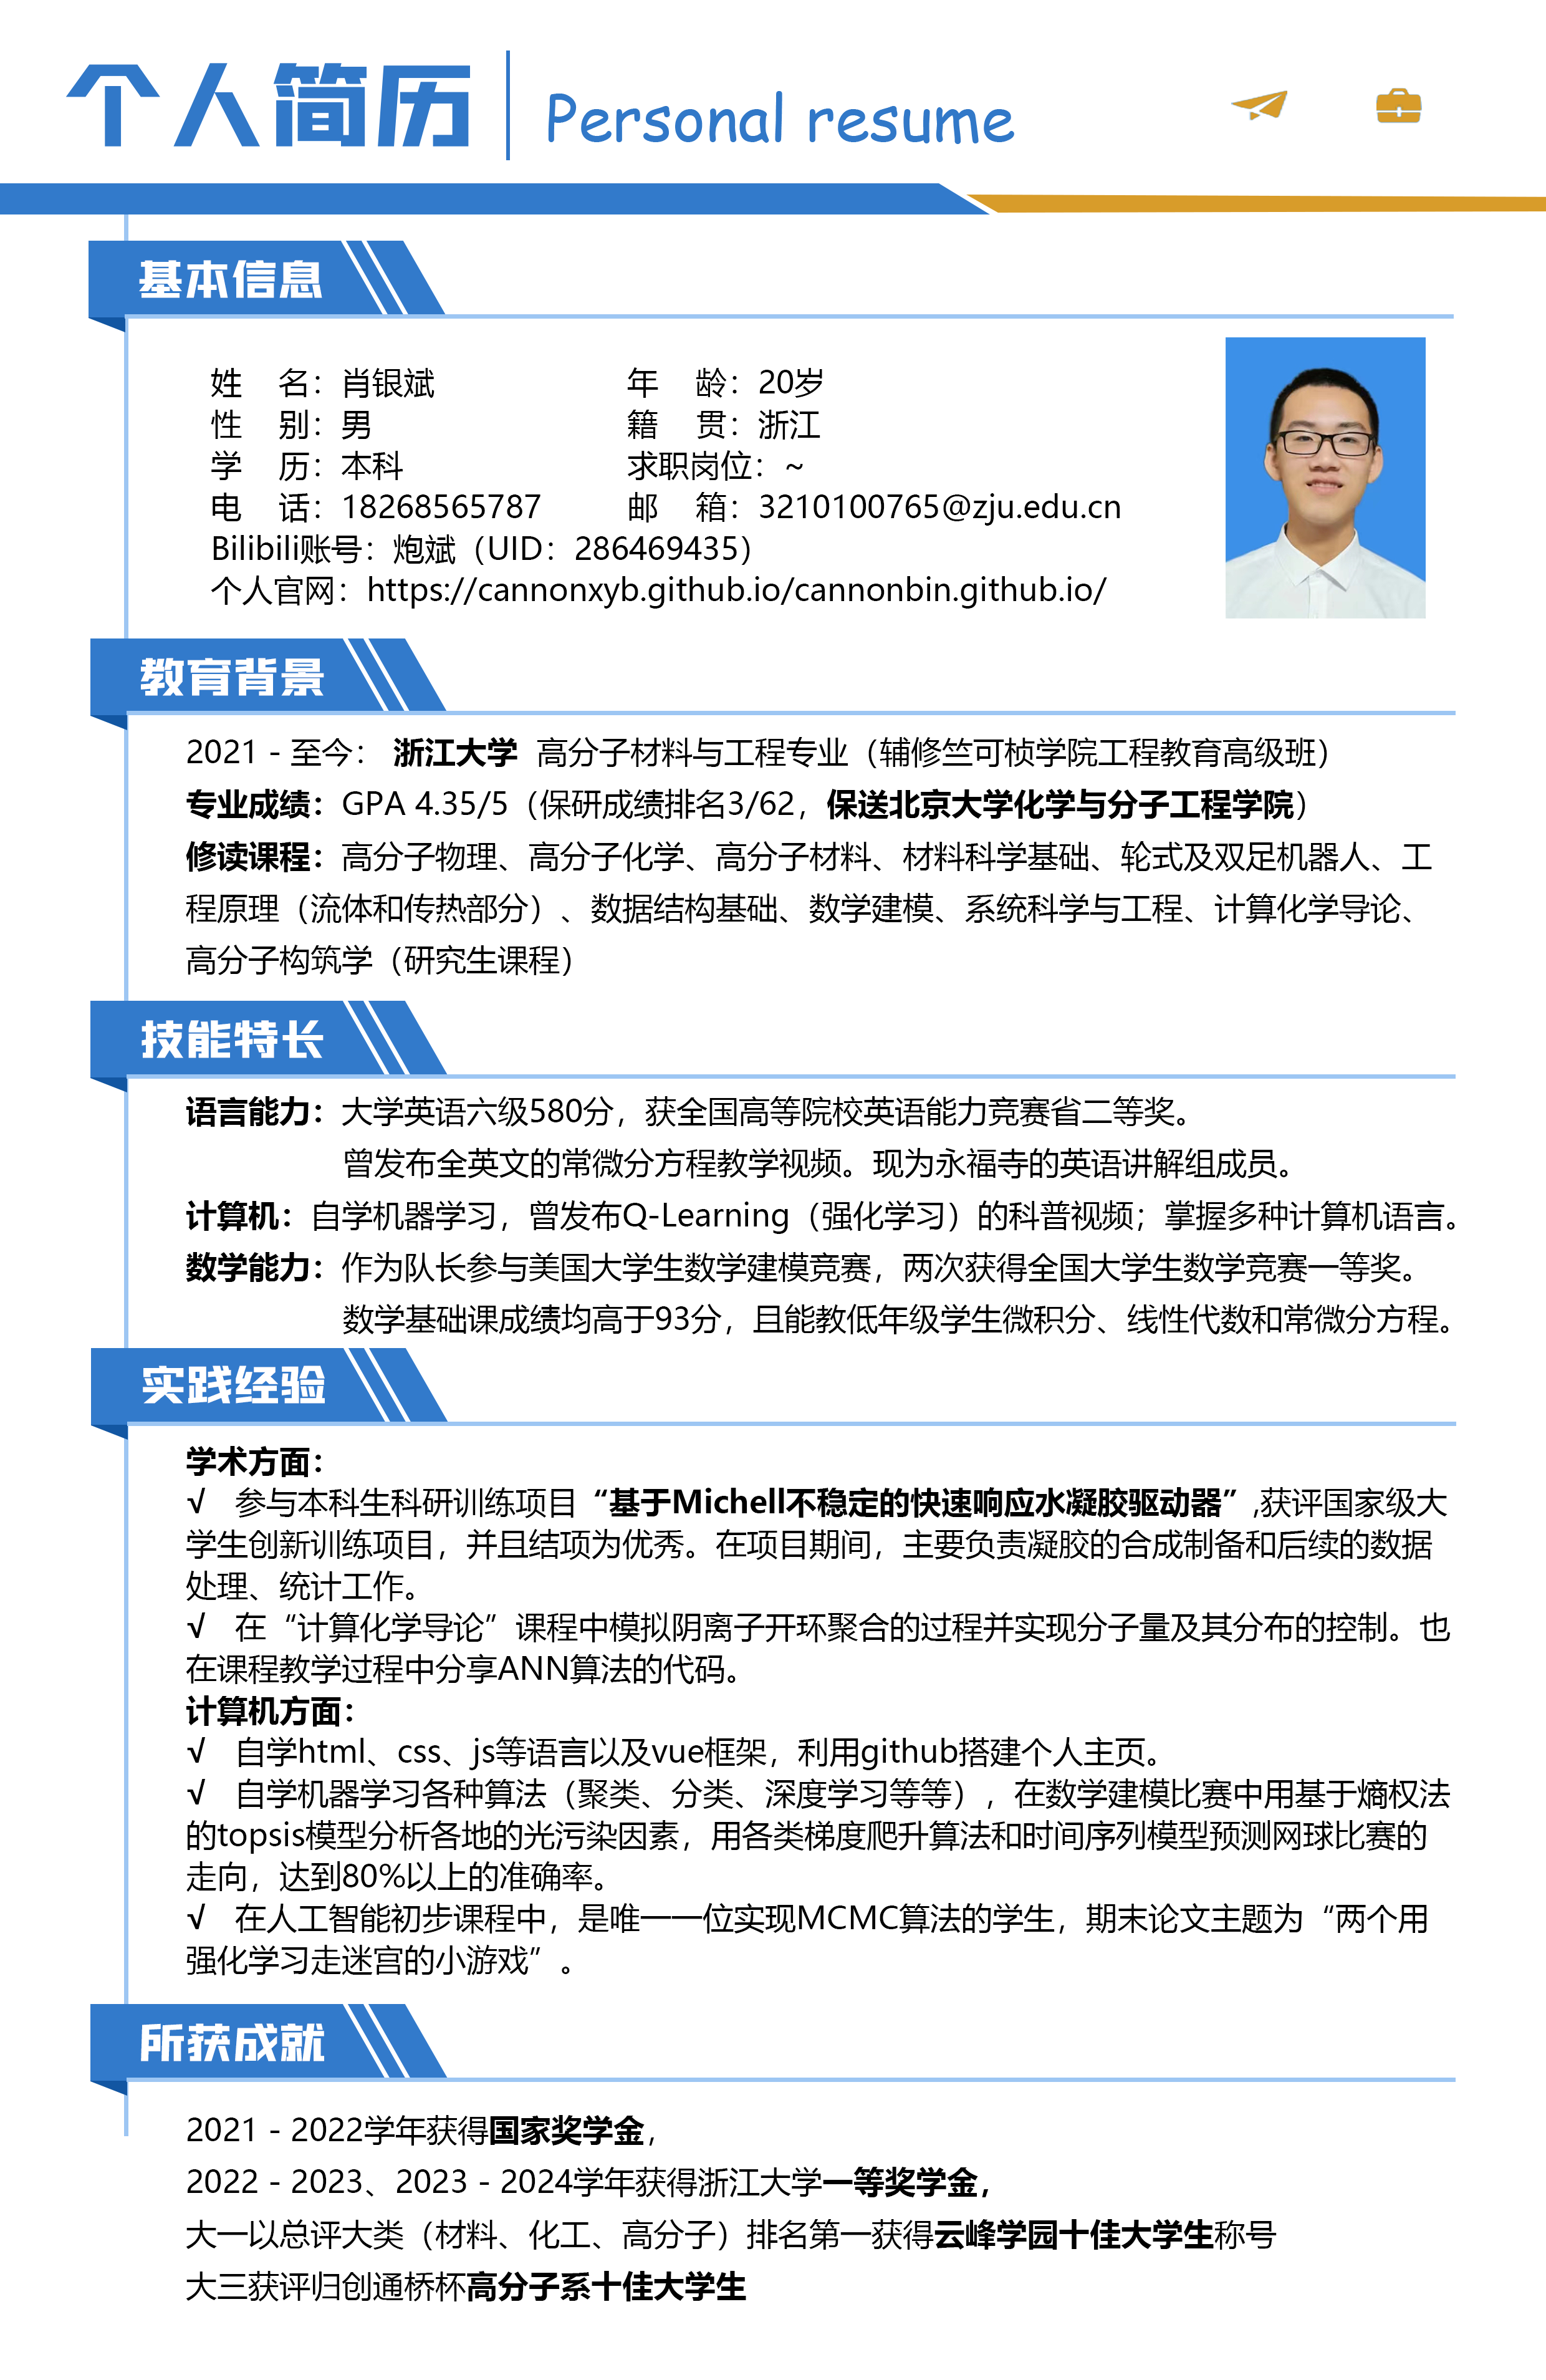 个人简历 Personal resume
基本信息
姓 名：肖银斌 年 龄：20岁
性 别：男 籍 贯：浙江
学 历：本科 求职岗位：~
电 话：18268565787 邮 箱：3210100765@zju.edu.cn
Bilibili账号：炮斌（UID：286469435）
个人官网：https://cannonxyb.github.io/cannonbin.github.io/
教育背景
2021 - 至今： 浙江大学 高分子材料与工程专业（辅修竺可桢学院工程教育高级班）
专业成绩：GPA 4.35/5（保研成绩排名3/62，保送北京大学化学与分子工程学院）
修读课程：高分子物理、高分子化学、高分子材料、材料科学基础、轮式及双足机器人、工
程原理（流体和传热部分）、数据结构基础、数学建模、系统科学与工程、计算化学导论、
高分子构筑学（研究生课程）
技能特长
语言能力：大学英语六级580分，获全国高等院校英语能力竞赛省二等奖。
曾发布全英文的常微分方程教学视频。现为永福寺的英语讲解组成员。
计算机：自学机器学习，曾发布Q-Learning（强化学习）的科普视频；掌握多种计算机语言。
数学能力：作为队长参与美国大学生数学建模竞赛，两次获得全国大学生数学竞赛一等奖。
数学基础课成绩均高于93分，且能教低年级学生微积分、线性代数和常微分方程。
实践经验
学术方面：
√ 参与本科生科研训练项目“基于Michell不稳定的快速响应水凝胶驱动器”,获评国家级大
学生创新训练项目，并且结项为优秀。在项目期间，主要负责凝胶的合成制备和后续的数据
处理、统计工作。
√ 在“计算化学导论”课程中模拟阴离子开环聚合的过程并实现分子量及其分布的控制。也
在课程教学过程中分享ANN算法的代码。
计算机方面：
√ 自学html、css、js等语言以及vue框架，利用github搭建个人主页。
√ 自学机器学习各种算法（聚类、分类、深度学习等等），在数学建模比赛中用基于熵权法
的topsis模型分析各地的光污染因素，用各类梯度爬升算法和时间序列模型预测网球比赛的
走向，达到80%以上的准确率。
√ 在人工智能初步课程中，是唯一一位实现MCMC算法的学生，期末论文主题为“两个用
强化学习走迷宫的小游戏”。
所获成就
2021 - 2022学年获得国家奖学金，
2022 - 2023、2023 - 2024学年获得浙江大学一等奖学金，
大一以总评大类（材料、化工、高分子）排名第一获得云峰学园十佳大学生称号
大三获评归创通桥杯高分子系十佳大学生